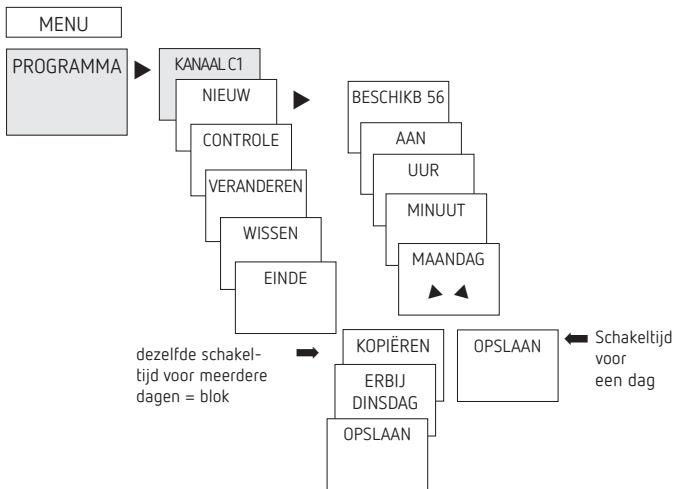 MENU
PROGRAMMA
KANAAL C1
NIEUW
CONTROLE
VERANDEREN
WISSEN
EINDE
BESCHIKB 56
AAN
UUR
MINUUT
MAANDAG
dezelfde schakel-
tijd voor meerdere
dagen = blok
KOPIËREN
ERBIJ
DINSDAG
OPSLAAN
OPSLAAN
Schakeltijd
voor
een dag